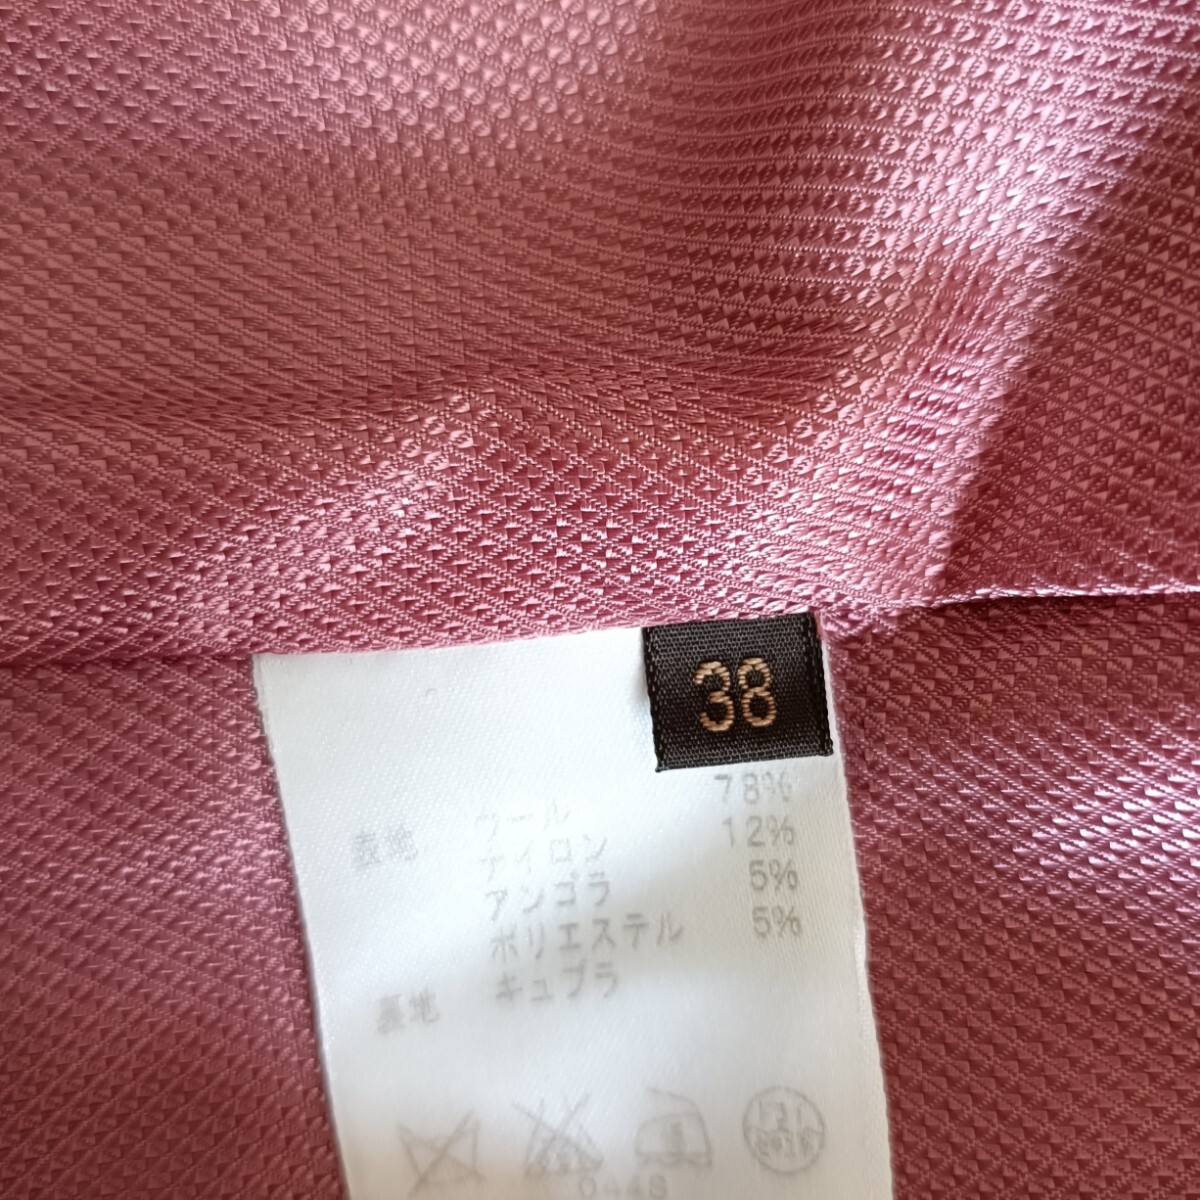 38
表地 ウール 78%
ナイロン 12%
アンゴラ 5%
ポリエステル 5%
裏地 キュプラ